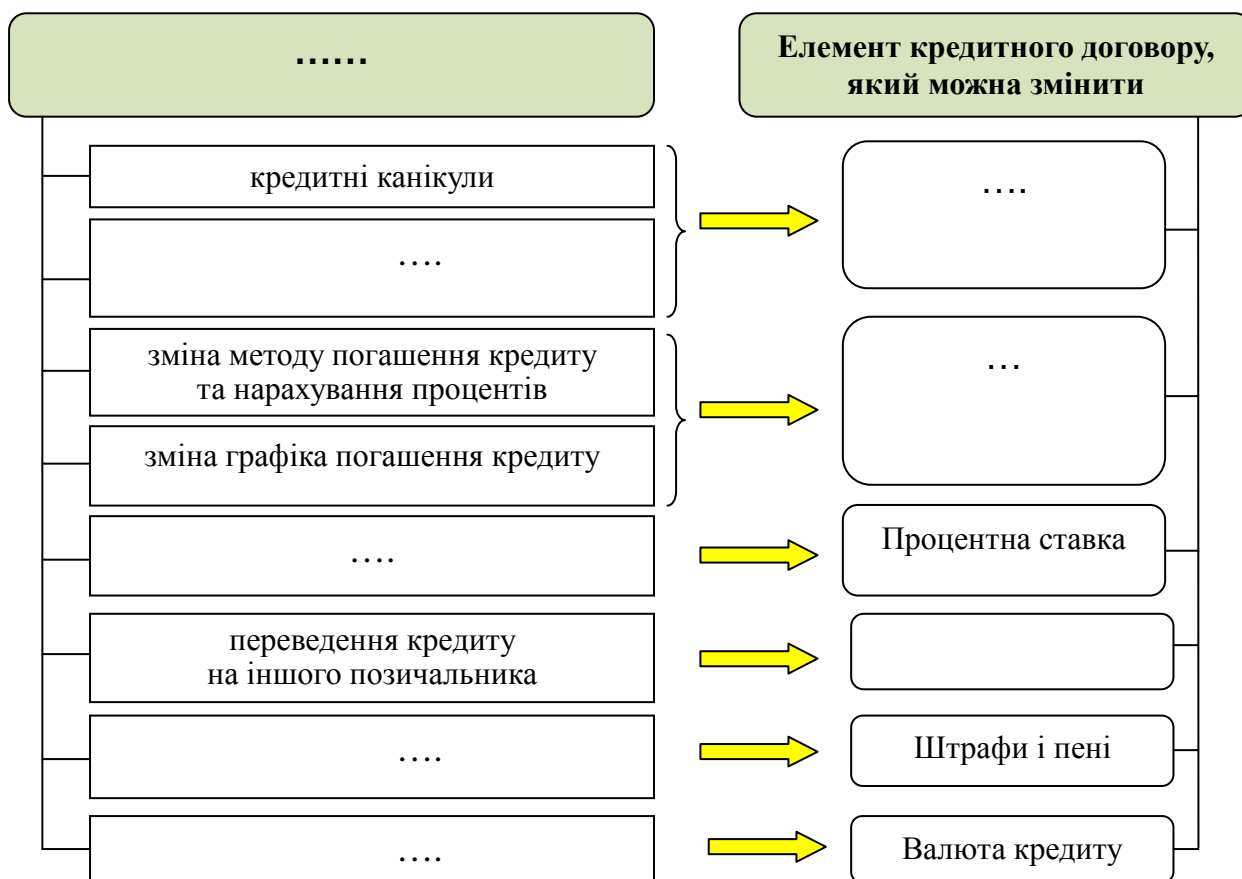 ......
Елемент кредитного договору,
який можна змінити
кредитні канікули
....
....
зміна методу погашення кредиту
та нарахування процентів
...
зміна графіка погашення кредиту
....
Процентна ставка
переведення кредиту
на іншого позичальника
....
Штрафи і пені
....
Валюта кредиту